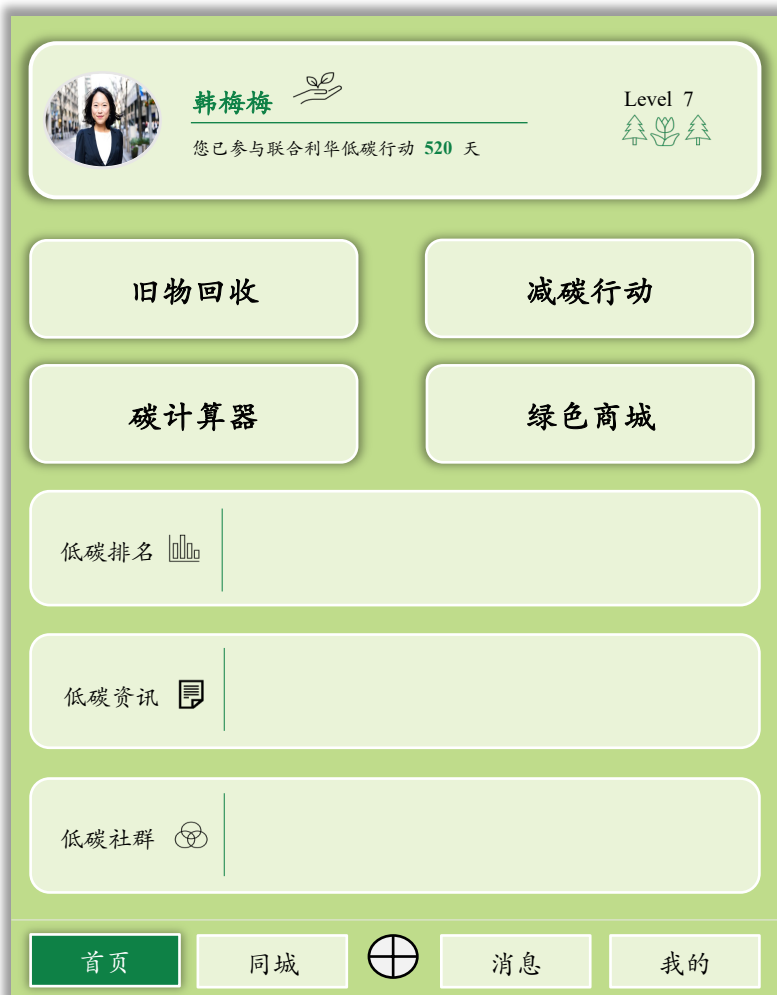 韩梅梅
Level 7
您已参与联合利华低碳行动 520 天
旧物回收
减碳行动
碳计算器
绿色商城
低碳排名
低碳资讯
低碳社群
首页
同城
消息
我的